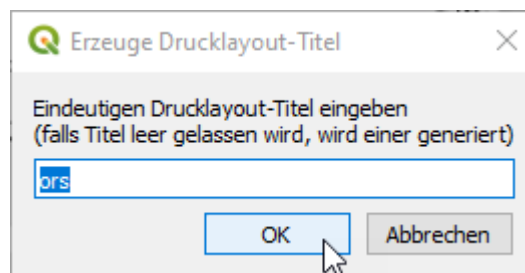 Erzeuge Drucklayout-Titel
Eindeutigen Drucklayout-Titel eingeben
(falls Titel leer gelassen wird, wird einer generiert)
ors
OK
Abbrechen